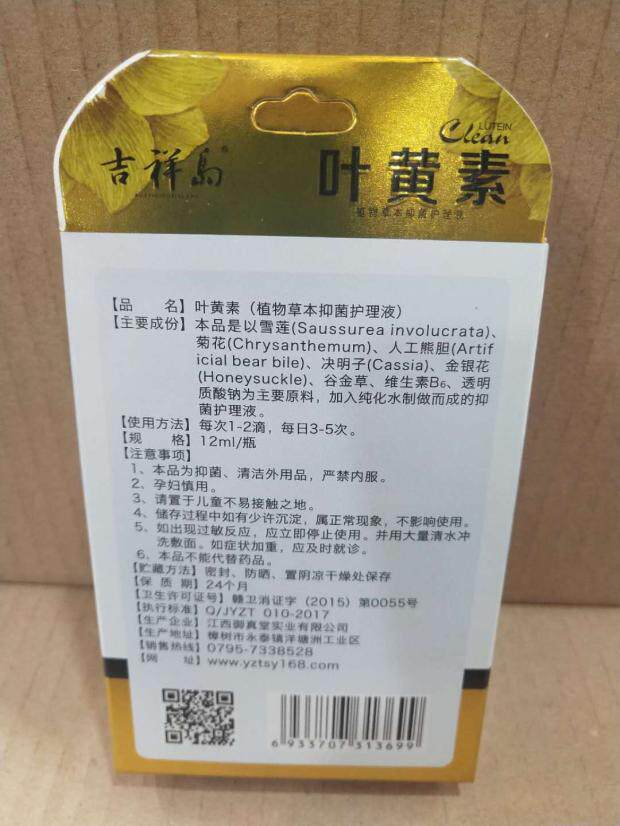 LUTEIN
Clean
吉祥岛®
叶黄素
植物草本抑菌护理液
【品 名】叶黄素（植物草本抑菌护理液）
【主要成份】本品是以雪莲(Saussurea involucrata)、
菊花(Chrysanthemum)、人工熊胆(Artif
icial bear bile)、决明子(Cassia)、金银花
(Honeysuckle)、谷金草、维生素B₆、透明
质酸钠为主要原料，加入纯化水制做而成的抑
菌护理液。
【使用方法】每次1-2滴，每日3-5次。
【规 格】12ml/瓶
【注意事项】
1、本品为抑菌、清洁外用品，严禁内服。
2、孕妇慎用。
3、请置于儿童不易接触之地。
4、储存过程中如有少许沉淀，属正常现象，不影响使用。
5、如出现过敏反应，应立即停止使用。并用大量清水冲
洗敷面。如症状加重，应及时就诊。
6、本品不能代替药品。
【贮藏方法】密封、防晒、置阴凉干燥处保存
【保 质 期】24个月
【卫生许可证号】赣卫消证字（2015）第0055号
【执行标准】Q/JYZT 010-2017
【生产企业】江西御真堂实业有限公司
【生产地址】樟树市永泰镇洋塘洲工业区
【销售热线】0795-7338528
【网 址】www.yztsy168.com
6 933707 313699